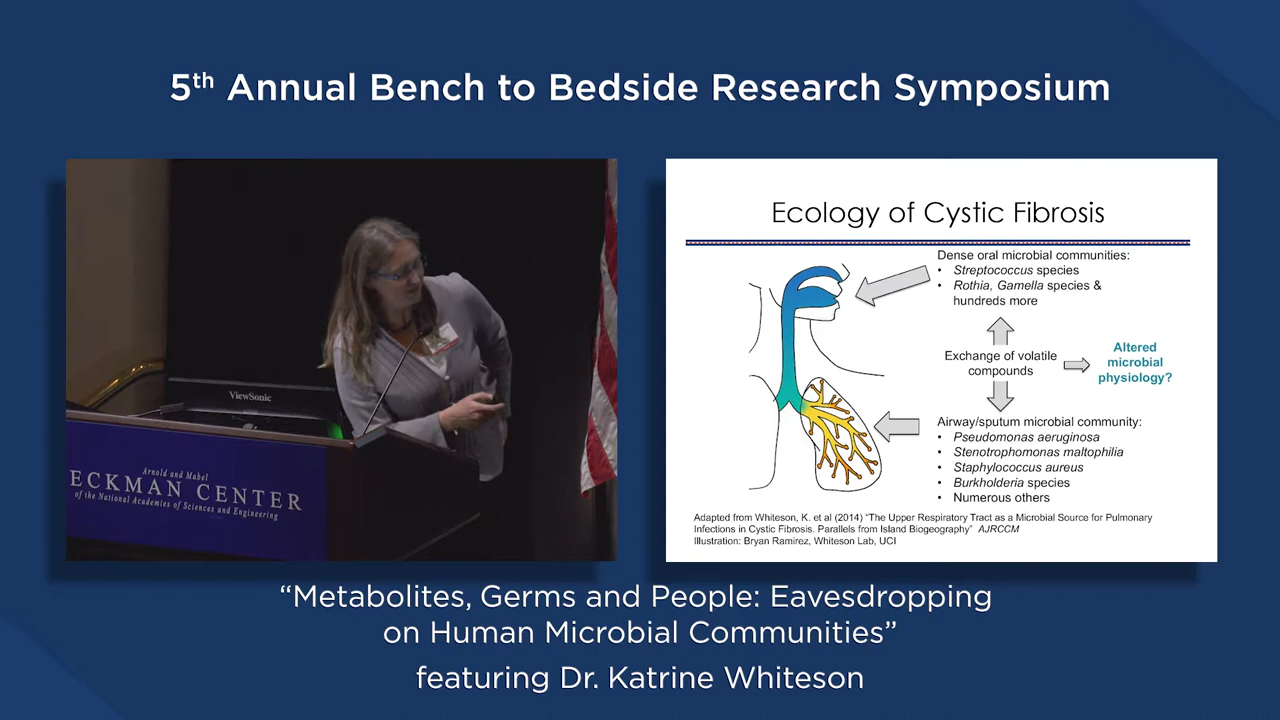 5th Annual Bench to Bedside Research Symposium
ViewSonic
Arnold and Mabel
ECKMAN CENTER
of the National Academies of Sciences and Engineering
Ecology of Cystic Fibrosis
Dense oral microbial communities:
• Streptococcus species
• Rothia, Gamella species &
hundreds more
Exchange of volatile
compounds
Altered
microbial
physiology?
Airway/sputum microbial community:
• Pseudomonas aeruginosa
• Stenotrophomonas maltophilia
• Staphylococcus aureus
• Burkholderia species
• Numerous others
Adapted from Whiteson, K. et al (2014) “The Upper Respiratory Tract as a Microbial Source for Pulmonary
Infections in Cystic Fibrosis. Parallels from Island Biogeography” AJRCCM
Illustration: Bryan Ramirez, Whiteson Lab, UCI
“Metabolites, Germs and People: Eavesdropping
on Human Microbial Communities”
featuring Dr. Katrine Whiteson